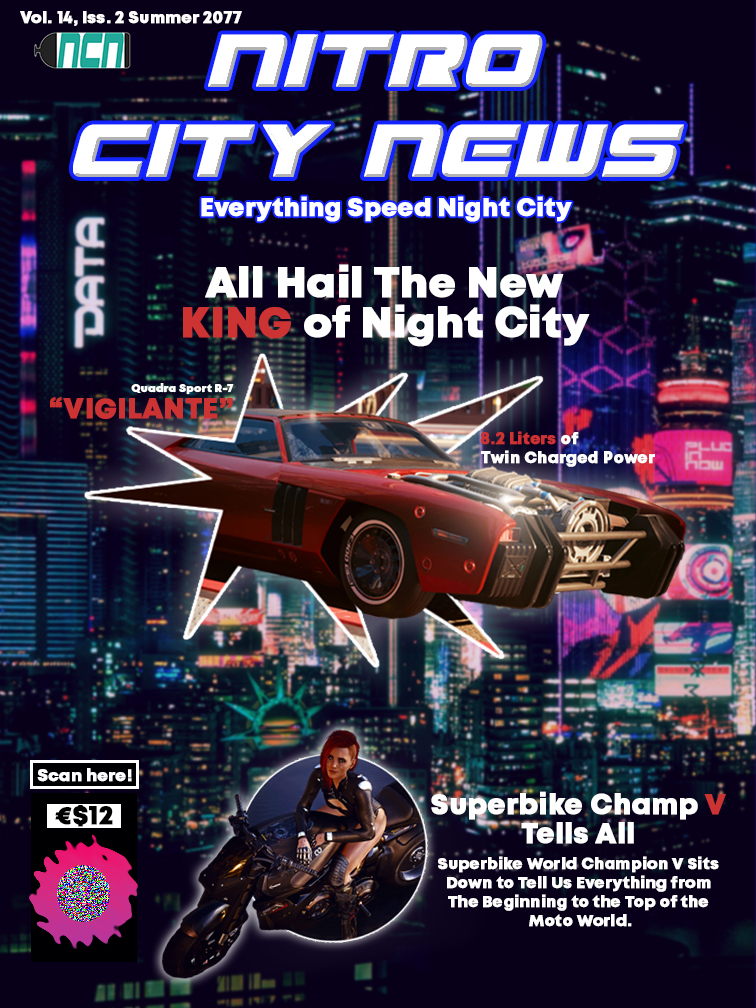 Vol. 14, Iss. 2 Summer 2077
NCN
NITRO
CITY NEWS
Everything Speed Night City
DATA
All Hail The New
KING of Night City
Quadra Sport R-7
“VIGILANTE”
8.2 Liters of
Twin Charged Power
PLUG
IN
NOW
Scan here!
€$12
Superbike Champ V
Tells All
Superbike World Champion V Sits
Down to Tell Us Everything from
The Beginning to the Top of the
Moto World.